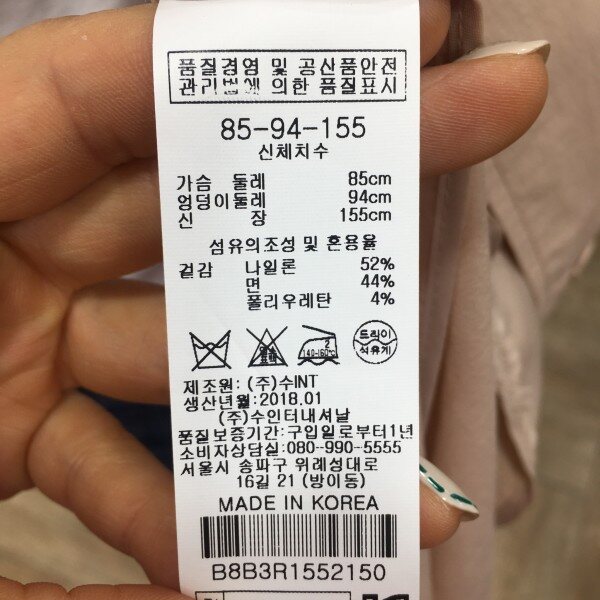 품질경영 및 공산품안전
관리법에 의한 품질표시
85-94-155
신체치수
가슴 둘레 85cm
엉덩이둘레 94cm
신 장 155cm
섬유의조성 및 혼용율
겉감 나일론 52%
면 44%
폴리우레탄 4%
2
140-160℃
드라이
석유계
제조원: (주)수INT
생산년월:2018.01
(주)수인터내셔날
품질보증기간:구입일로부터1년
소비자상담실:080-990-5555
서울시 송파구 위례성대로
16길 21 (방이동)
MADE IN KOREA
B8B3R1552150